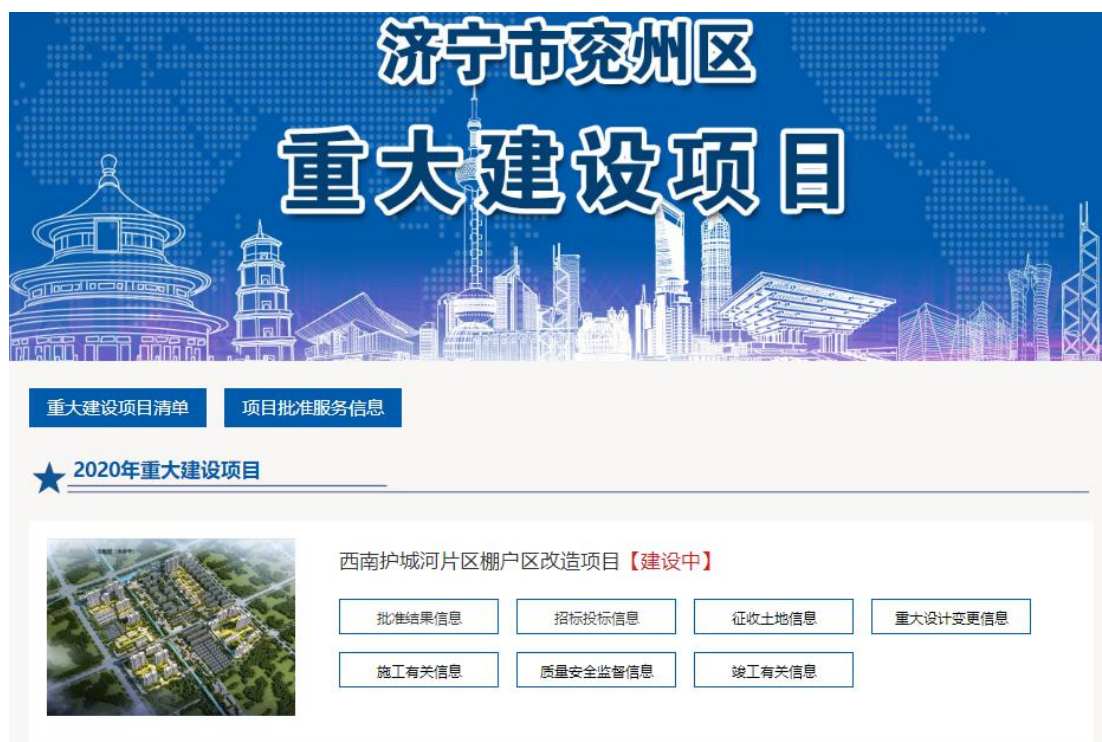 济宁市兖州区
重大建设项目
重大建设项目清单 项目批准服务信息
2020年重大建设项目
西南护城河片区棚户区改造项目【建设中】
批准结果信息 招标投标信息 征收土地信息 重大设计变更信息
施工有关信息 质量安全监督信息 竣工有关信息